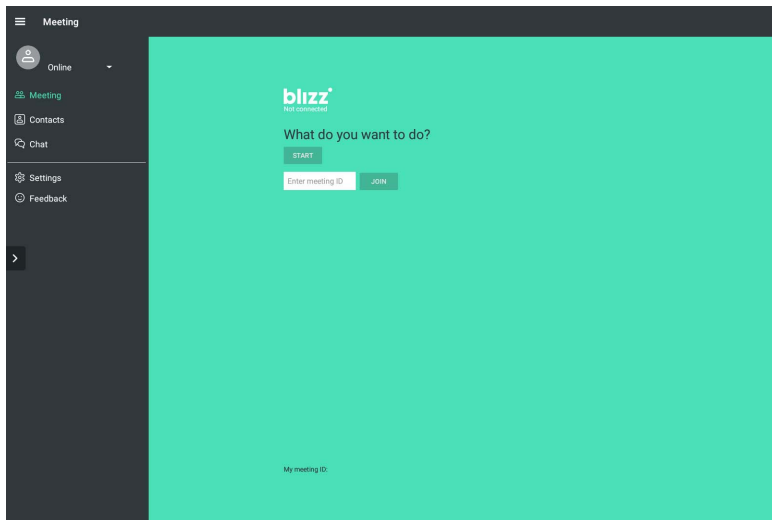 Meeting
Online
Meeting
Contacts
Chat
Settings
Feedback
blizz
Not connected
What do you want to do?
START
Enter meeting ID JOIN
My meeting ID: